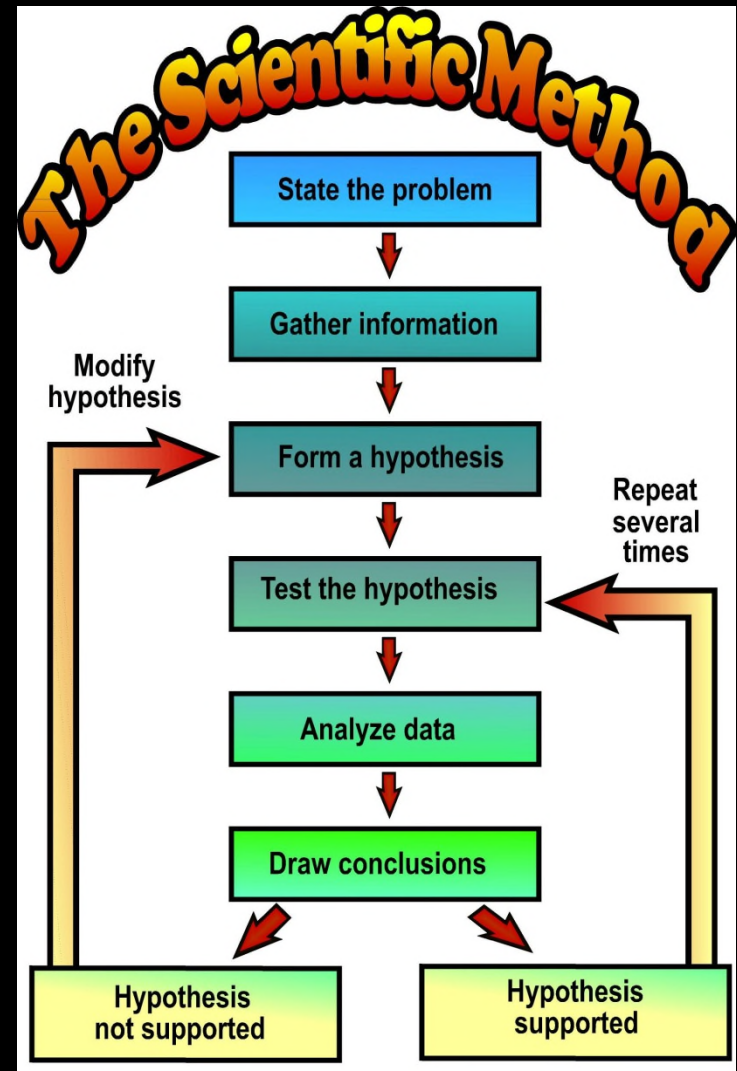 The Scientific Method
State the problem
Gather information
Modify
hypothesis
Form a hypothesis
Repeat
several
times
Test the hypothesis
Analyze data
Draw conclusions
Hypothesis
not supported
Hypothesis
supported